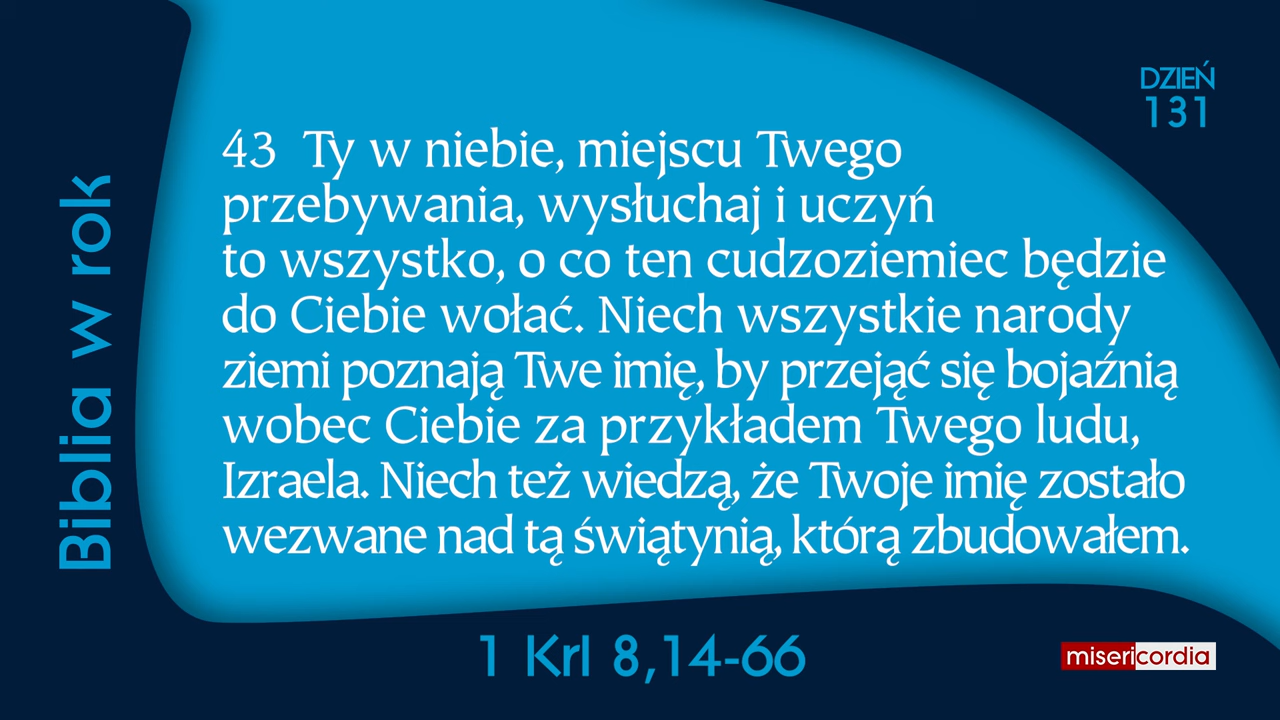 DZIEŃ
131
Biblia w rok
43 Ty w niebie, miejscu Twego
przebywania, wysłuchaj i uczyń
to wszystko, o co ten cudzoziemiec będzie
do Ciebie wołać. Niech wszystkie narody
ziemi poznają Twe imię, by przejąć się bojaźnią
wobec Ciebie za przykładem Twego ludu,
Izraela. Niech też wiedzą, że Twoje imię zostało
wezwane nad tą świątynią, którą zbudowałem.
1 Krl 8,14-66
misericordia